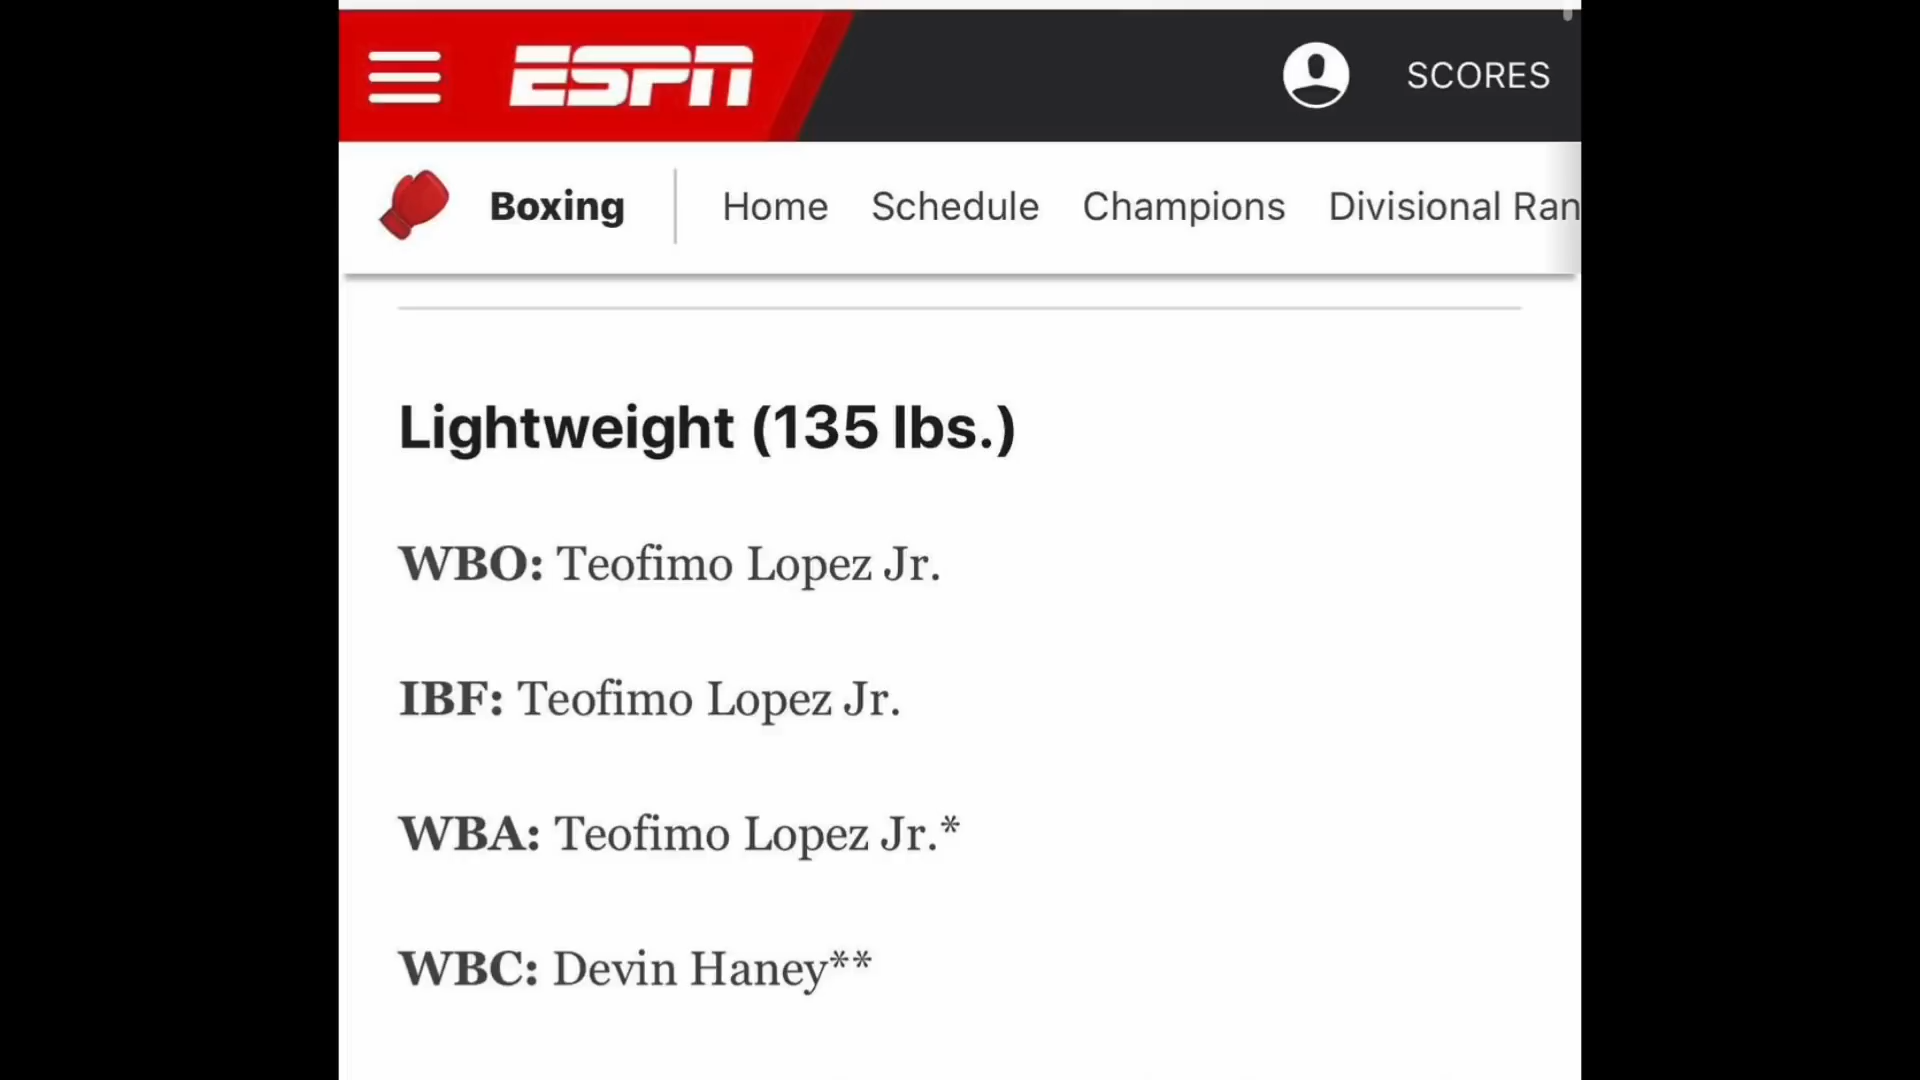 ESPN
SCORES
Boxing
Home Schedule Champions Divisional Ran
Lightweight (135 lbs.)
WBO: Teofimo Lopez Jr.
IBF: Teofimo Lopez Jr.
WBA: Teofimo Lopez Jr.*
WBC: Devin Haney**